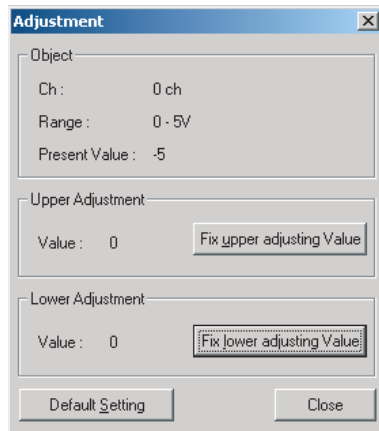 Adjustment
Object
Ch : 0 ch
Range : 0 - 5V
Present Value : -5
Upper Adjustment
Value : 0 Fix upper adjusting Value
Lower Adjustment
Value : 0 Fix lower adjusting Value
Default Setting Close